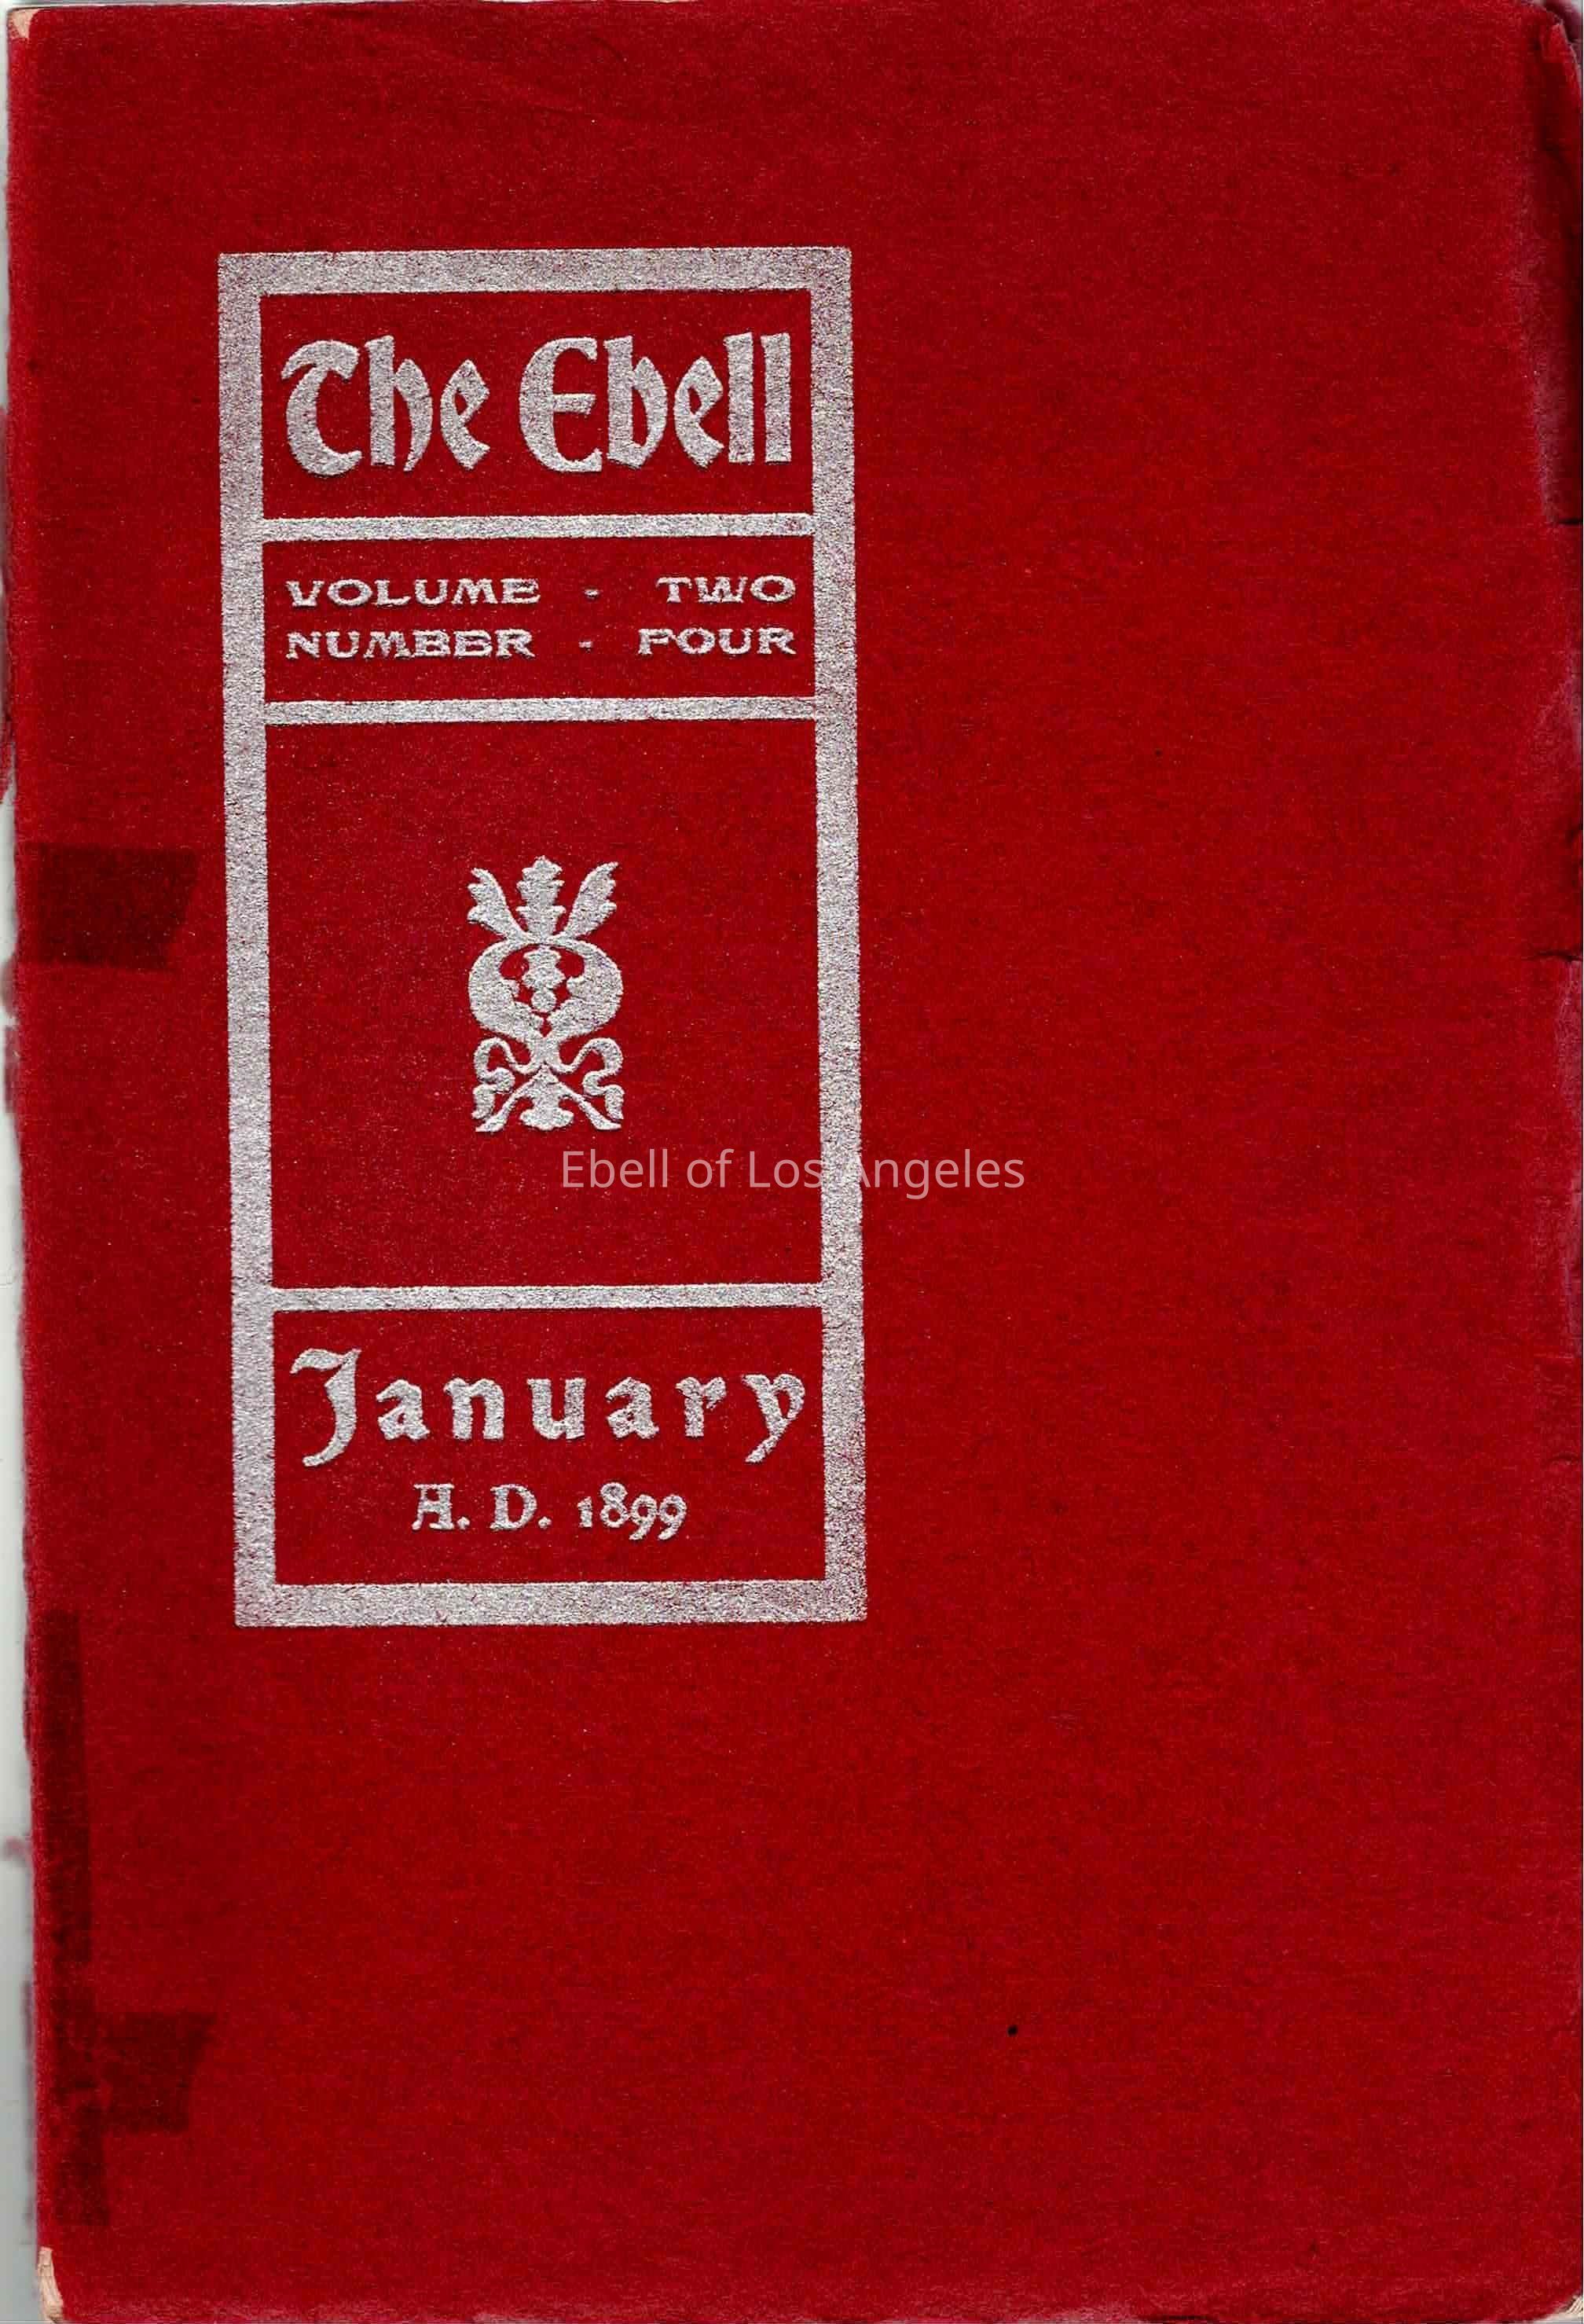 The Ebell
VOLUME - TWO
NUMBER - FOUR
Ebell of Los Angeles
January
A. D. 1899